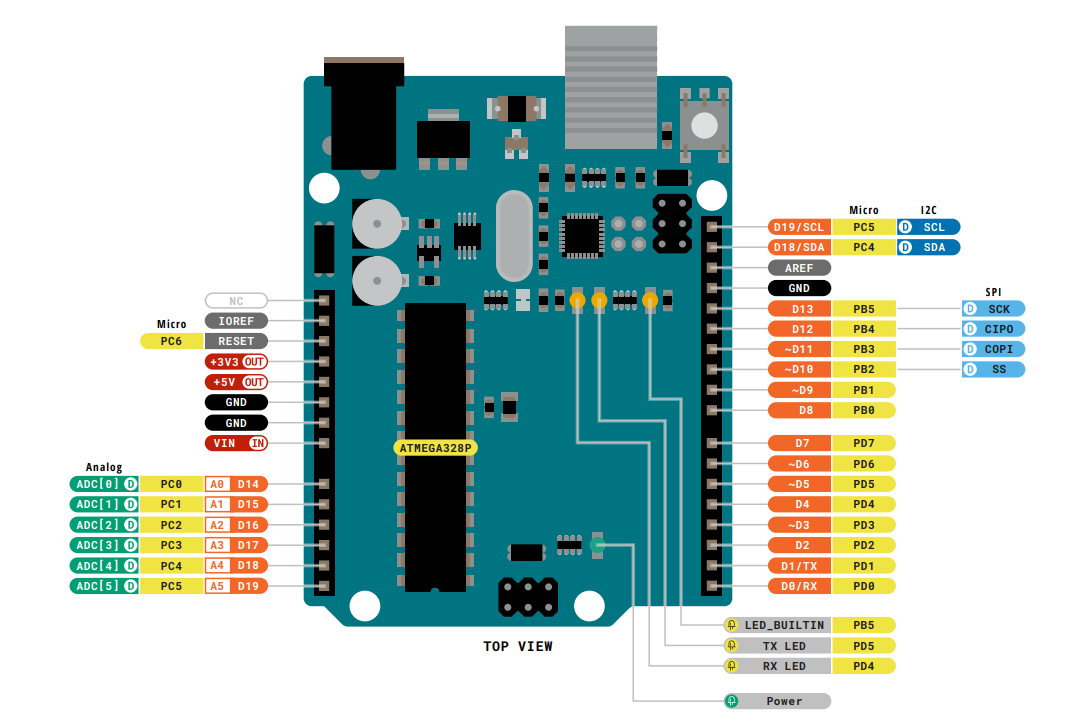 Micro I2C
D19/SCL PC5 D SCL
D18/SDA PC4 D SDA
AREF
GND
SPI
D13 PB5 D SCK
D12 PB4 D CIPO
~D11 PB3 D COPI
~D10 PB2 D SS
~D9 PB1
D8 PB0
D7 PD7
~D6 PD6
~D5 PD5
D4 PD4
~D3 PD3
D2 PD2
D1/TX PD1
D0/RX PD0
NC
IOREF
Micro
PC6 RESET
+3V3 OUT
+5V OUT
GND
GND
VIN IN
Analog
ADC[0] D PC0 A0 D14
ADC[1] D PC1 A1 D15
ADC[2] D PC2 A2 D16
ADC[3] D PC3 A3 D17
ADC[4] D PC4 A4 D18
ADC[5] D PC5 A5 D19
ATMEGA328P
TOP VIEW
LED_BUILTIN PB5
TX LED PD5
RX LED PD4
Power